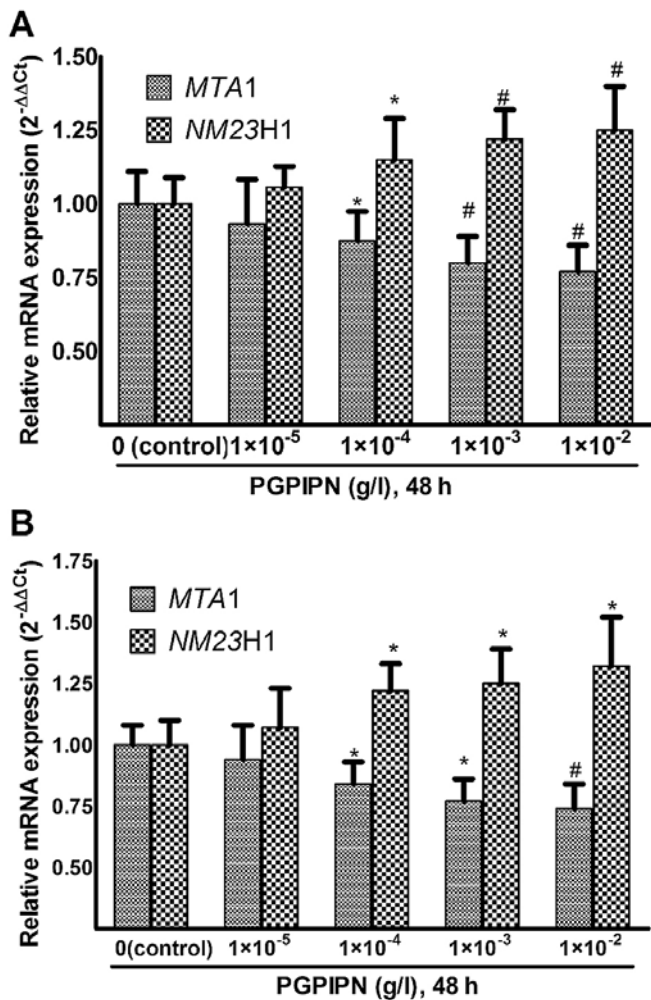 A
Relative mRNA expression (2^-ΔΔCt)
1.50
1.25
1.00
0.75
0.50
MTA1
NM23H1
* * # # # #
0 (control) 1×10^-5 1×10^-4 1×10^-3 1×10^-2
PGPIPN (g/l), 48 h
B
Relative mRNA expression (2^-ΔΔCt)
1.75
1.50
1.25
1.00
0.75
0.50
MTA1
NM23H1
* * * * # *
0(control) 1×10^-5 1×10^-4 1×10^-3 1×10^-2
PGPIPN (g/l), 48 h